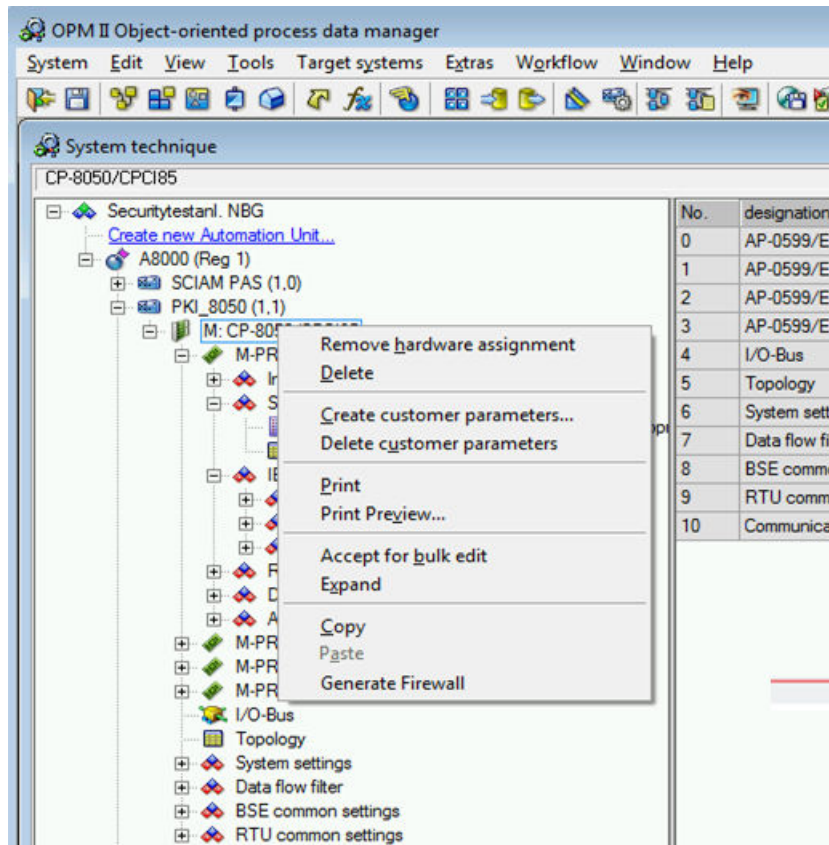 OPM II Object-oriented process data manager
System Edit View Tools Target systems Extras Workflow Window Help
System technique
CP-8050/CPCI85
Securitytestanl. NBG
Create new Automation Unit...
A8000 (Reg 1)
SCIAM PAS (1,0)
PKI_8050 (1,1)
M: CP-8050
M-PR
S
R
D
A
M-PR
M-PR
M-PR
I/O-Bus
Topology
System settings
Data flow filter
BSE common settings
RTU common settings
Remove hardware assignment
Delete
Create customer parameters...
Delete customer parameters
Print
Print Preview...
Accept for bulk edit
Expand
Copy
Paste
Generate Firewall
No. designation
0 AP-0599/E
1 AP-0599/E
2 AP-0599/E
3 AP-0599/E
4 I/O-Bus
5 Topology
6 System sett
7 Data flow fi
8 BSE commo
9 RTU comm
10 Communica